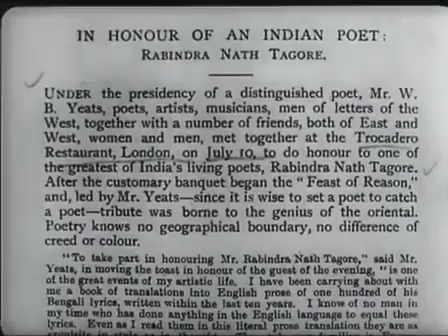 IN HONOUR OF AN INDIAN POET:
RABINDRA NATH TAGORE.
UNDER the presidency of a distinguished poet, Mr. W.
B. Yeats, poets, artists, musicians, men of letters of the
West, together with a number of friends, both of East and
West, women and men, met together at the Trocadero
Restaurant, London, on July 10, to do honour to one of
the greatest of India's living poets, Rabindra Nath Tagore.
After the customary banquet began the "Feast of Reason,"
and, led by Mr. Yeats—since it is wise to set a poet to catch
a poet—tribute was borne to the genius of the oriental.
Poetry knows no geographical boundary, no difference of
creed or colour.
"To take part in honouring Mr. Rabindra Nath Tagore," said Mr.
Yeats, in moving the toast in honour of the guest of the evening, "is one
of the great events of my artistic life. I have been carrying about with
me a book of translations into English prose of one hundred of his
Bengali lyrics, written within the last ten years. I know of no man in
my time who has done anything in the English language to equal these
lyrics. Even as I read them in this literal prose translation they are as